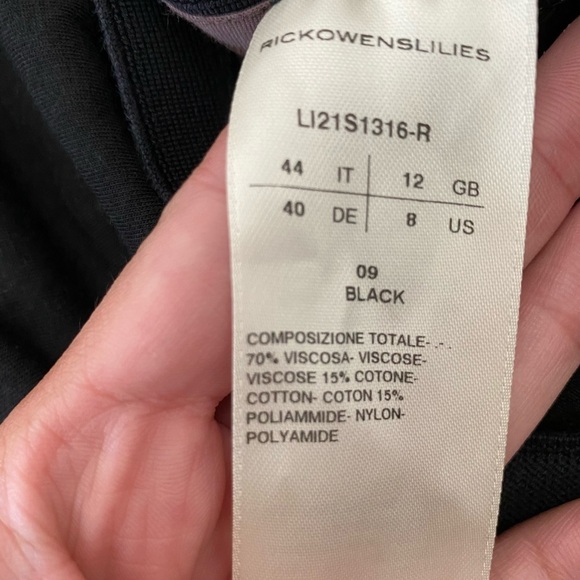 RICKOWENSLILIES
LI21S1316-R
44 IT 12 GB
40 DE 8 US
09
BLACK
COMPOSIZIONE TOTALE- .- .
70% VISCOSA- VISCOSE-
VISCOSE 15% COTONE-
COTTON- COTON 15%
POLIAMMIDE- NYLON-
POLYAMIDE